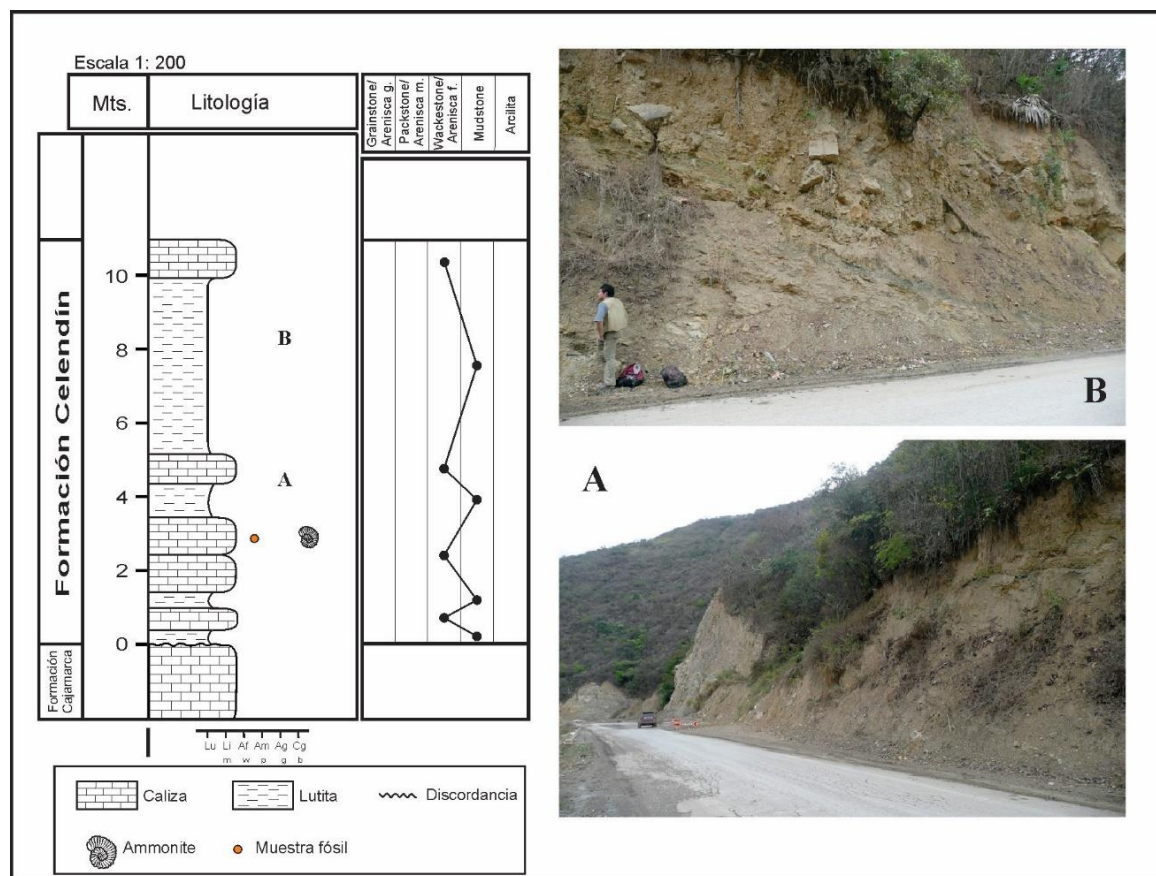 Escala 1: 200
Mts.
Litología
Grainstone/
Arenisca g.
Packstone/
Arenisca m.
Wackestone/
Arenisca f.
Mudstone
Arcilita
Formación Celendín
10
8
6
4
2
0
B
A
Formación
Cajamarca
Lu Li Af Am Ag Cg
m w p g b
Caliza
Lutita
Discordancia
Ammonite
Muestra fósil
B
A